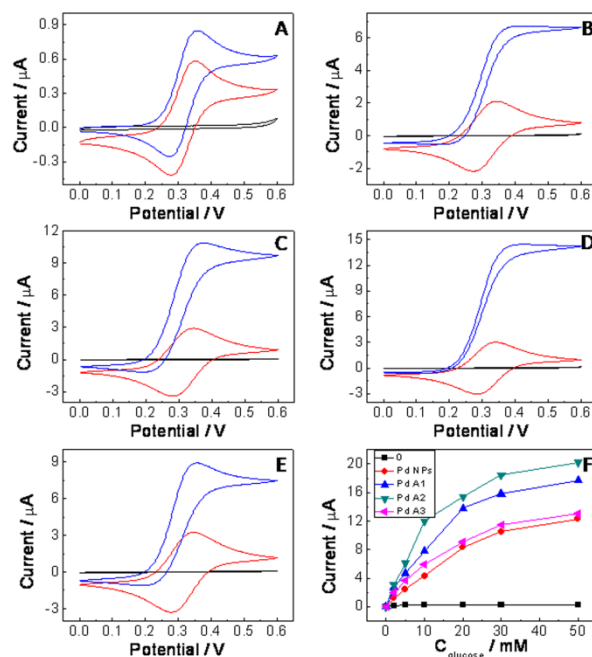 A
Current / µA
0.9
0.6
0.3
0.0
-0.3
0.0 0.1 0.2 0.3 0.4 0.5 0.6
Potential / V
B
Current / µA
6
4
2
0
-2
0.0 0.1 0.2 0.3 0.4 0.5 0.6
Potential / V
C
Current / µA
12
9
6
3
0
-3
0.0 0.1 0.2 0.3 0.4 0.5 0.6
Potential / V
D
Current / µA
15
12
9
6
3
0
-3
0.0 0.1 0.2 0.3 0.4 0.5 0.6
Potential / V
E
Current / µA
9
6
3
0
-3
0.0 0.1 0.2 0.3 0.4 0.5 0.6
Potential / V
F
0
Pd NPs
Pd A1
Pd A2
Pd A3
Current / µA
20
16
12
8
4
0
0 10 20 30 40 50
C glucose / mM